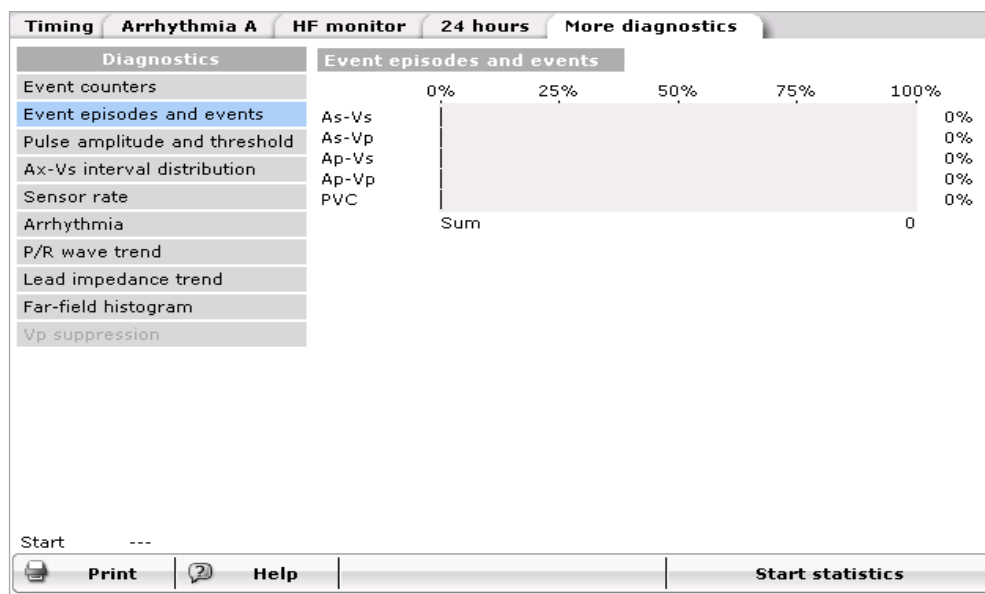 Timing Arrhythmia A HF monitor 24 hours More diagnostics
Diagnostics
Event counters
Event episodes and events
Pulse amplitude and threshold
Ax-Vs interval distribution
Sensor rate
Arrhythmia
P/R wave trend
Lead impedance trend
Far-field histogram
Vp suppression
Event episodes and events
0% 25% 50% 75% 100%
As-Vs 0%
As-Vp 0%
Ap-Vs 0%
Ap-Vp 0%
PVC 0%
Sum 0
Start ---
Print Help Start statistics